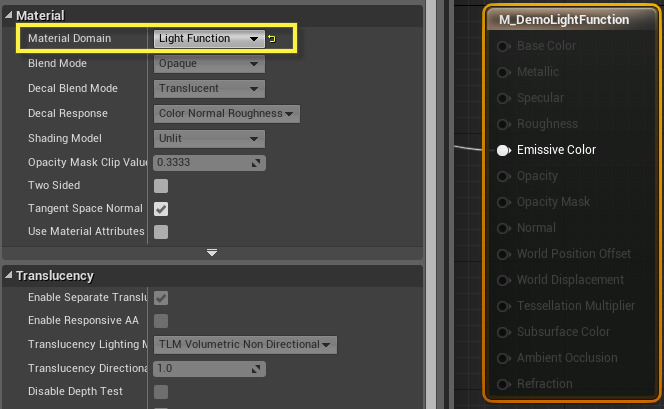 Material
Material Domain
Light Function
Blend Mode
Opaque
Decal Blend Mode
Translucent
Decal Response
Color Normal Roughness
Shading Model
Unlit
Opacity Mask Clip Value
0.3333
Two Sided
Tangent Space Normal
Use Material Attributes
Translucency
Enable Separate Translu
Enable Responsive AA
Translucency Lighting M
TLM Volumetric Non Directional
Translucency Directiona
1.0
Disable Depth Test
M_DemoLightFunction
Base Color
Metallic
Specular
Roughness
Emissive Color
Opacity
Opacity Mask
Normal
World Position Offset
World Displacement
Tessellation Multiplier
Subsurface Color
Ambient Occlusion
Refraction